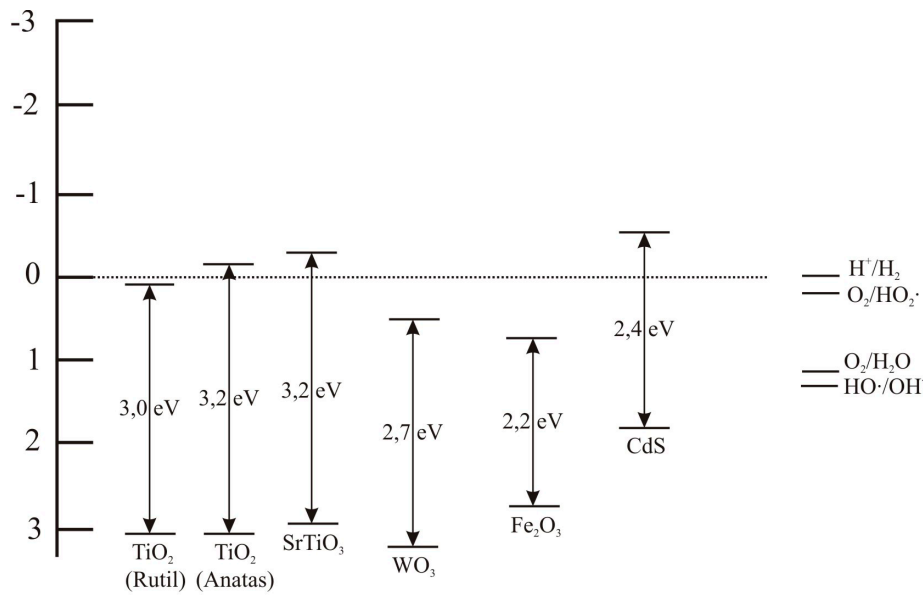 -3
-2
-1
0
1
2
3
3,0 eV
3,2 eV
3,2 eV
2,7 eV
2,2 eV
2,4 eV
TiO₂
(Rutil)
TiO₂
(Anatas)
SrTiO₃
WO₃
Fe₂O₃
CdS
H⁺/H₂
O₂/HO₂·
O₂/H₂O
HO·/OH⁻